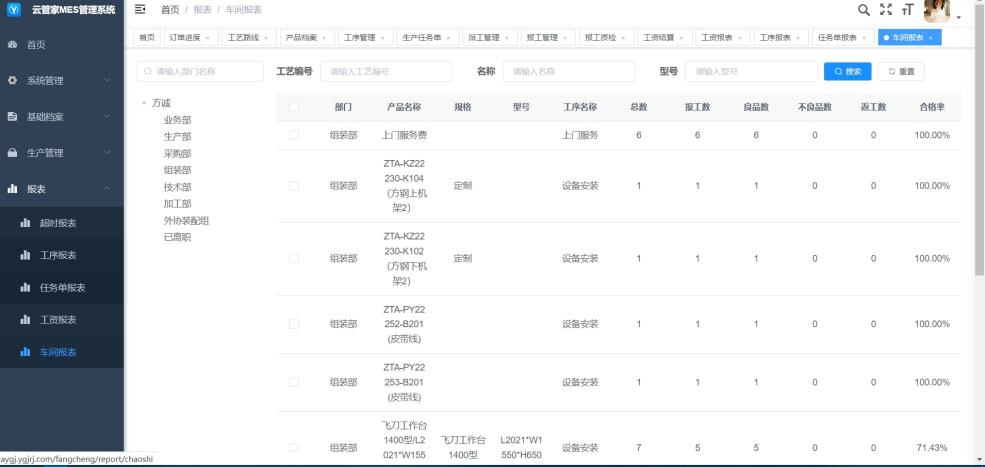 云管家MES管理系统
首页 / 报表 / 车间报表
首页
订单进度 ×
工艺路线 ×
产品档案 ×
工序管理 ×
生产任务单 ×
派工管理 ×
报工管理 ×
报工质检 ×
工资结算 ×
工资报表 ×
工序报表 ×
任务单报表 ×
车间报表 ×
首页
系统管理
基础档案
生产管理
报表
超时报表
工序报表
任务单报表
工资报表
车间报表
请输入部门名称
方诚
业务部
生产部
采购部
组装部
技术部
加工部
外协装配组
已离职
工艺编号 请输入工艺编号 名称 请输入名称 型号 请输入型号 搜索 重置
部门 产品名称 规格 型号 工序名称 总数 报工数 良品数 不良品数 返工数 合格率
组装部 上门服务费 上门服务 6 6 6 0 0 100.00%
ZTA-KZ22
230-K104
组装部 定制 设备安装 1 1 1 0 0 100.00%
（方钢上机
架2）
ZTA-KZ22
230-K102
组装部 定制 设备安装 1 1 1 0 0 100.00%
（方钢下机
架2）
ZTA-PY22
组装部 252-B201 设备安装 1 1 1 0 0 100.00%
(皮带线)
ZTA-PY22
组装部 253-B201 设备安装 1 1 1 0 0 100.00%
(皮带线)
飞刀工作台
1400型/L2 飞刀工作台 L2021*W1
组装部 设备安装 7 5 5 0 0 71.43%
021*W155 1400型 550*H650
aygj.ygjrj.com/fangcheng/report/chaoshi